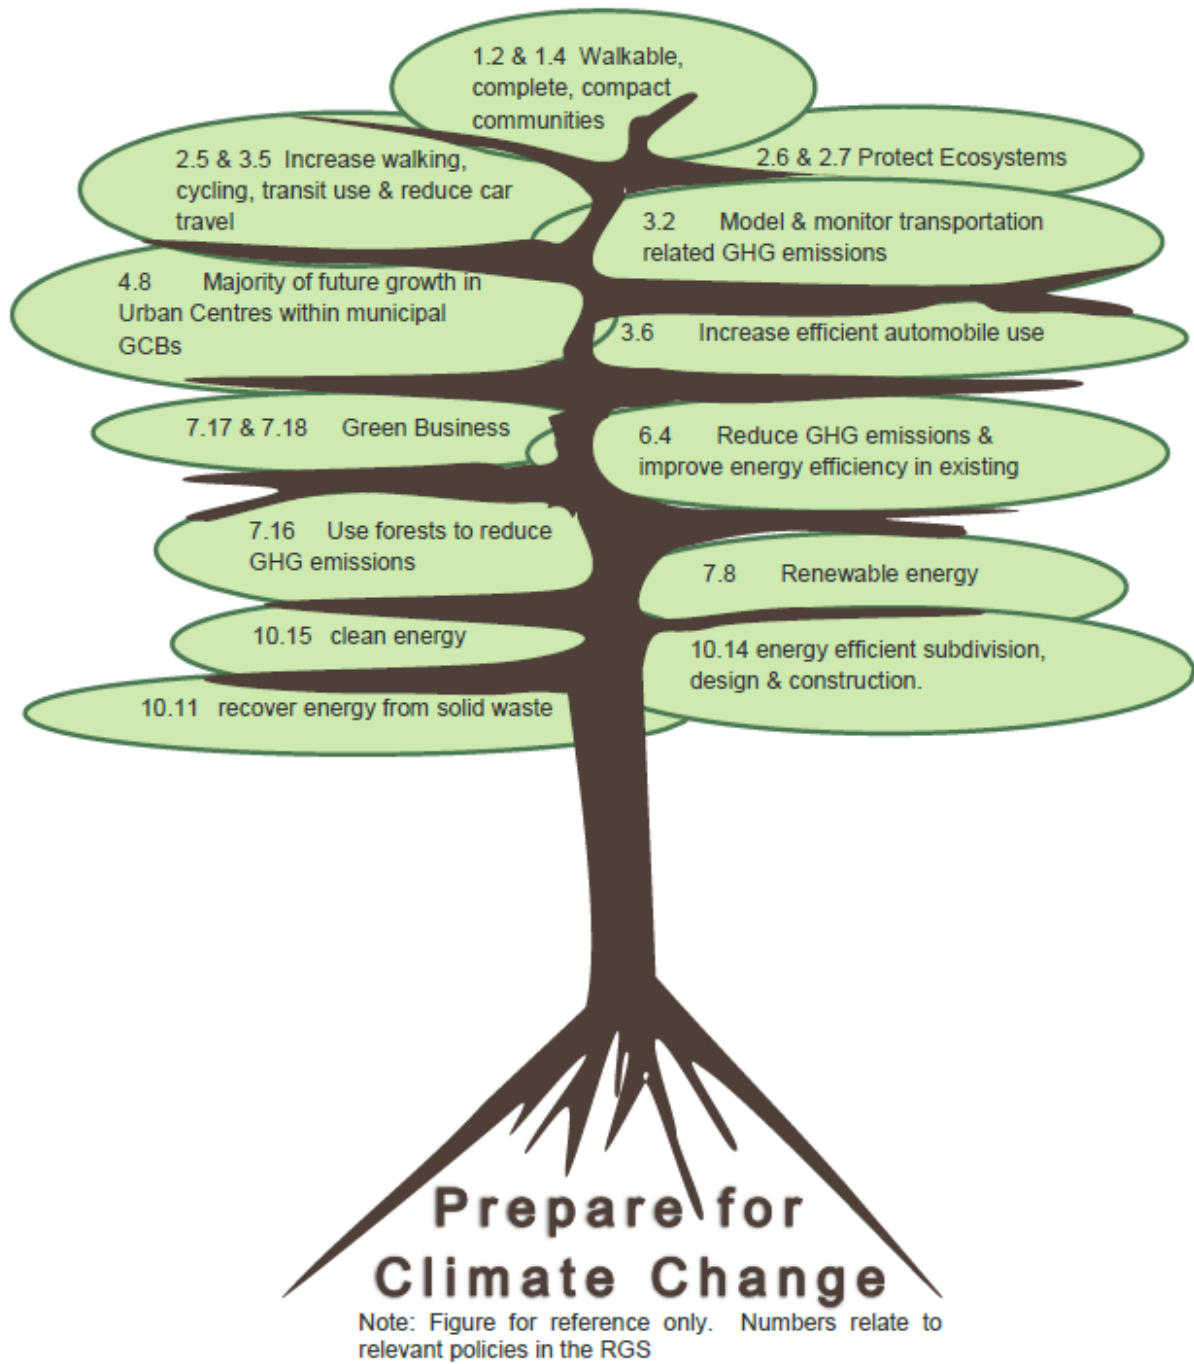 1.2 & 1.4 Walkable,
complete, compact
communities
2.5 & 3.5 Increase walking,
cycling, transit use & reduce car
travel
2.6 & 2.7 Protect Ecosystems
3.2 Model & monitor transportation
related GHG emissions
4.8 Majority of future growth in
Urban Centres within municipal
GCBs
3.6 Increase efficient automobile use
7.17 & 7.18 Green Business
6.4 Reduce GHG emissions &
improve energy efficiency in existing
7.16 Use forests to reduce
GHG emissions
7.8 Renewable energy
10.15 clean energy
10.14 energy efficient subdivision,
design & construction.
10.11 recover energy from solid waste
Prepare for
Climate Change
Note: Figure for reference only. Numbers relate to
relevant policies in the RGS